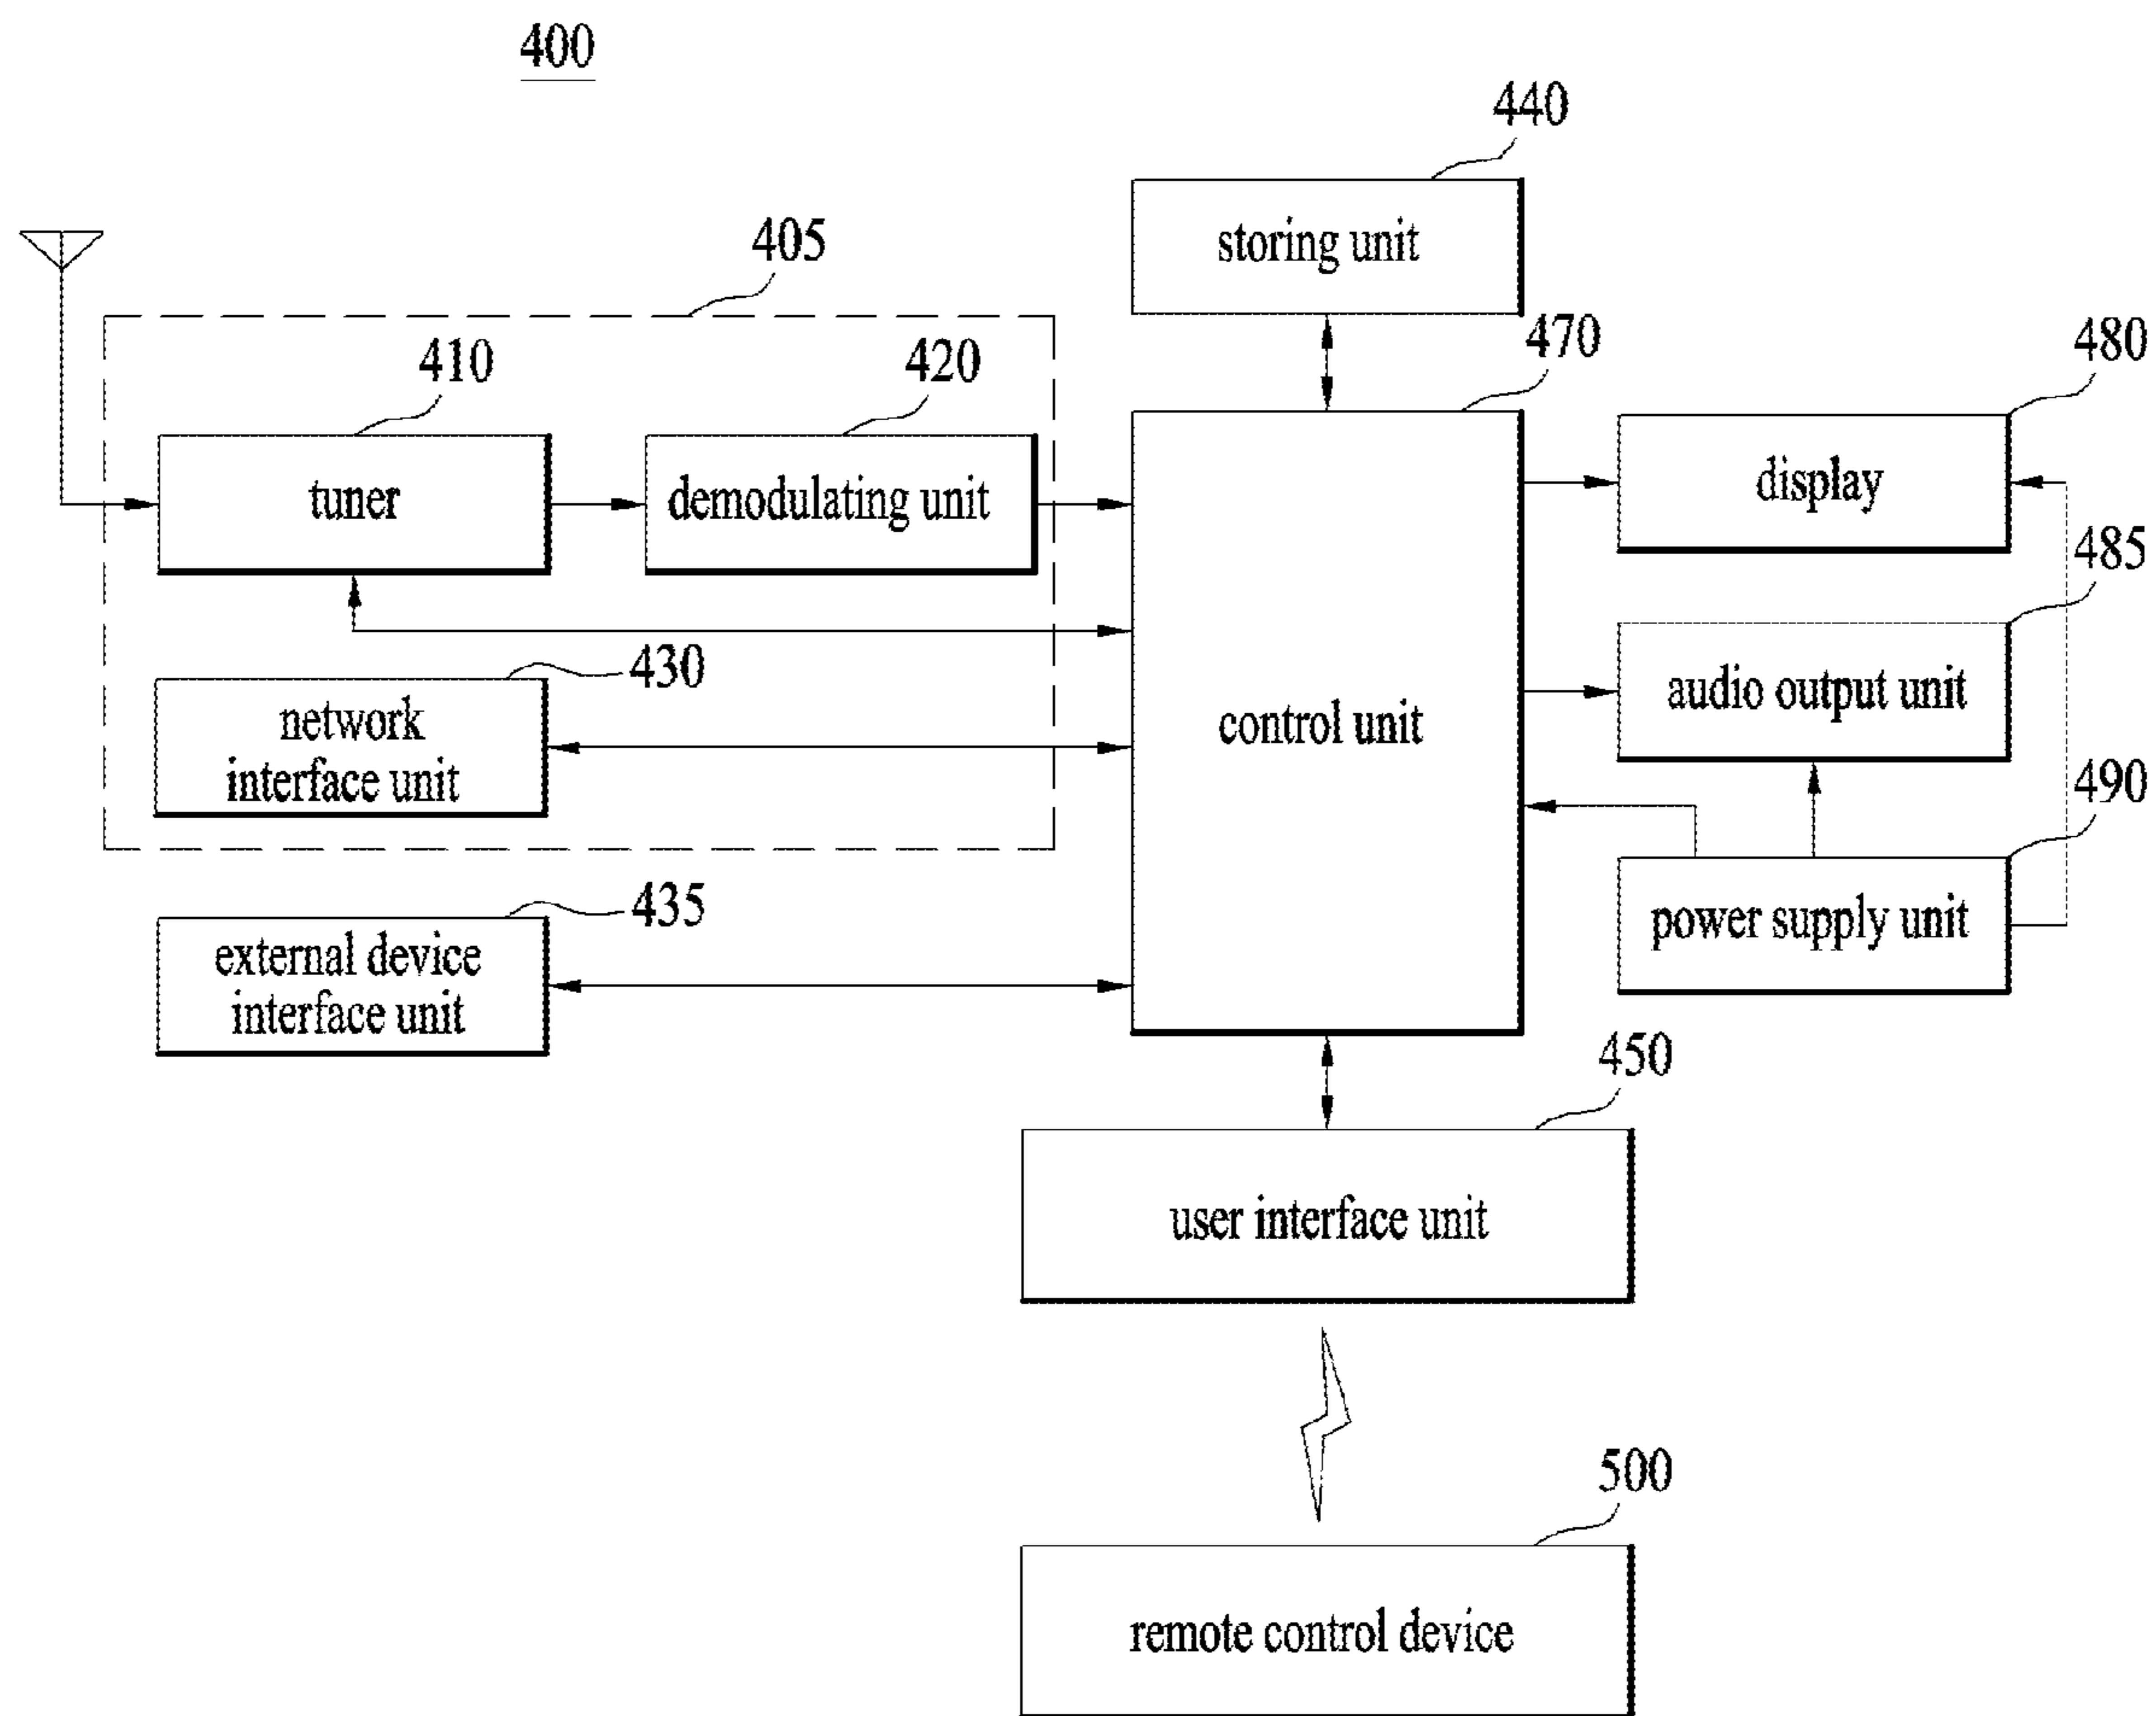 400
440
storing unit
405
470
480
410
420
tuner
demodulating unit
display
485
430
network
interface unit
control unit
audio output unit
490
435
external device
interface unit
power supply unit
450
user interface unit
500
remote control device